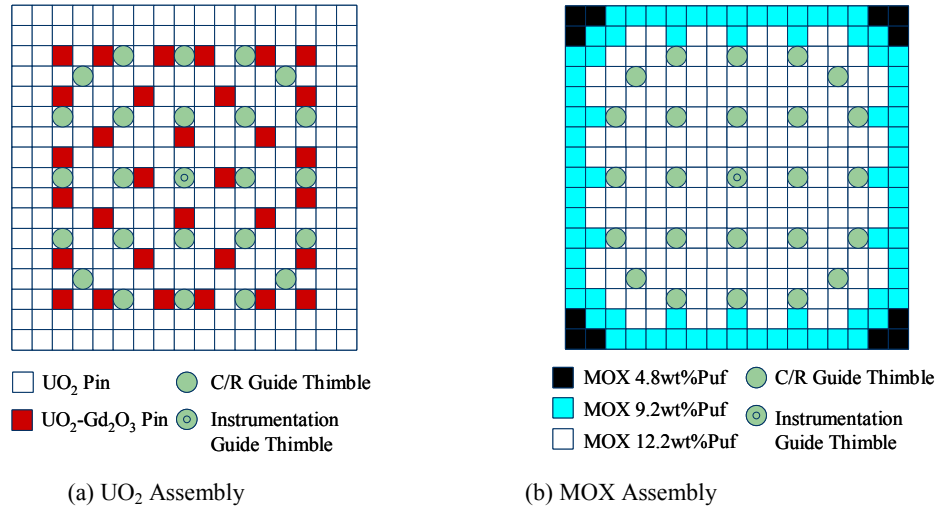 UO₂ Pin
C/R Guide Thimble
UO₂-Gd₂O₃ Pin
Instrumentation
Guide Thimble
MOX 4.8wt%Puf
C/R Guide Thimble
MOX 9.2wt%Puf
Instrumentation
Guide Thimble
MOX 12.2wt%Puf
(a) UO₂ Assembly
(b) MOX Assembly